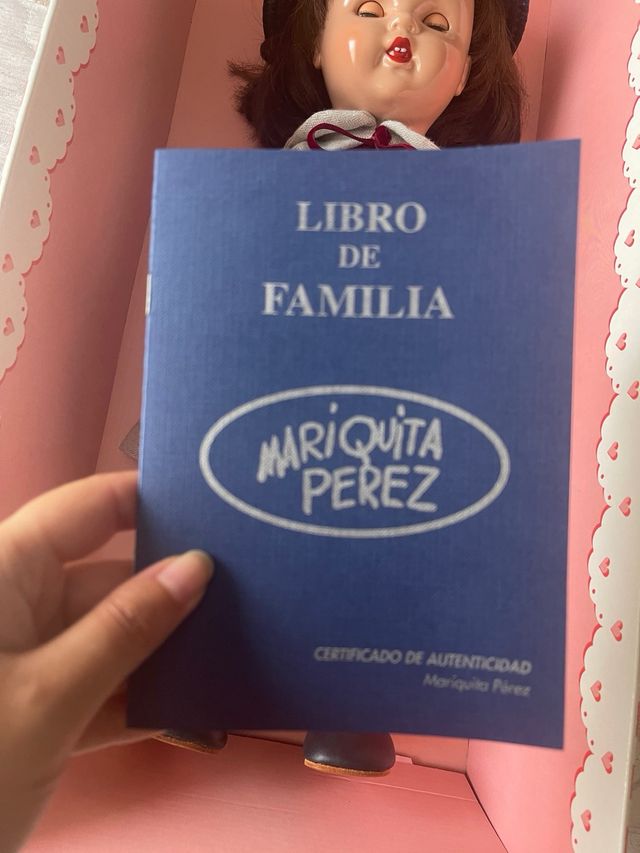 LIBRO
DE
FAMILIA
MARiQUiTA
PEREZ
CERTIFICADO DE AUTENTICIDAD
Mariquita Pérez